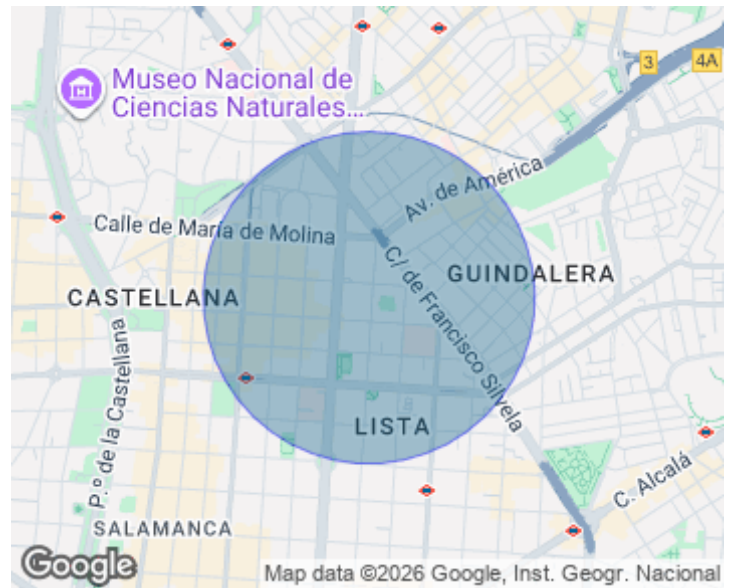 3
4A
Museo Nacional de
Ciencias Naturales...
Av. de América
Calle de María de Molina
C/ de Francisco Silvela
GUINDALERA
CASTELLANA
P.º de la Castellana
LISTA
C. Alcalá
SALAMANCA
Google
Map data ©2026 Google, Inst. Geogr. Nacional